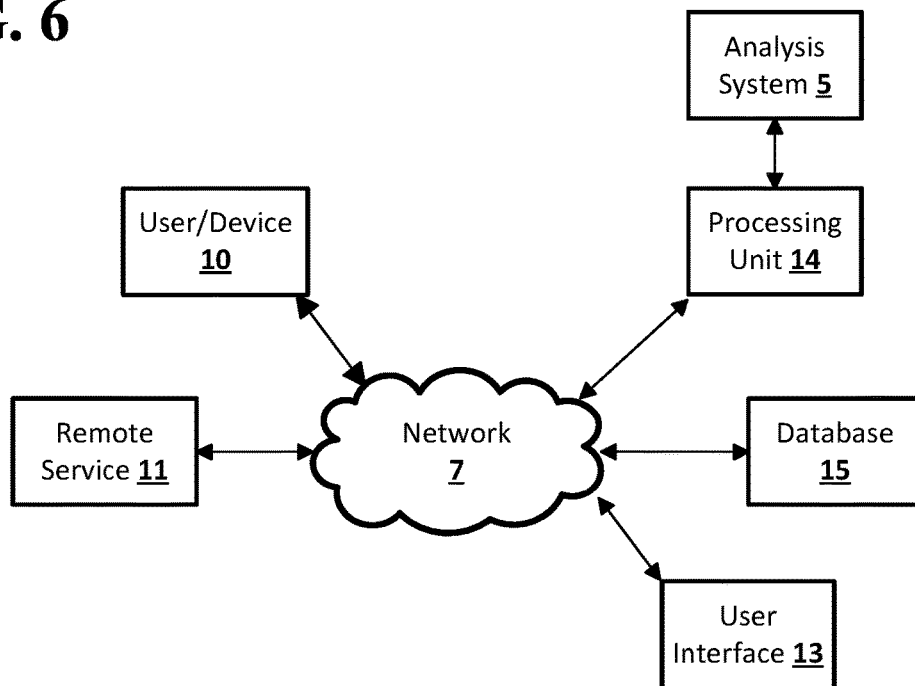 G. 6
Analysis
System 5
User/Device
10
Processing
Unit 14
Remote
Service 11
Network
7
Database
15
User
Interface 13